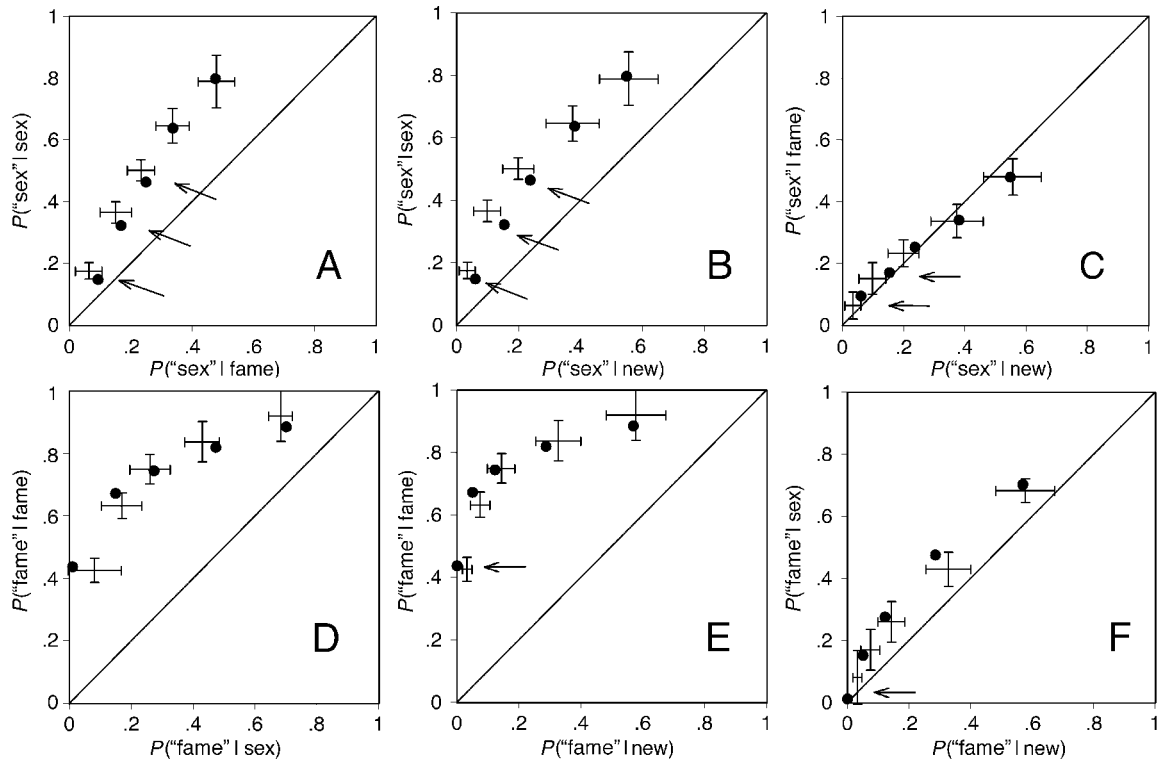 1
.8
.6
.4
.2
0
P("sex" | sex)
A
0 .2 .4 .6 .8 1
P("sex" | fame)
1
.8
.6
.4
.2
0
P("sex" | sex)
B
0 .2 .4 .6 .8 1
P("sex" | new)
1
.8
.6
.4
.2
0
P("sex" | fame)
C
0 .2 .4 .6 .8 1
P("sex" | new)
1
.8
.6
.4
.2
0
P("fame" | fame)
D
0 .2 .4 .6 .8 1
P("fame" | sex)
1
.8
.6
.4
.2
0
P("fame" | fame)
E
0 .2 .4 .6 .8 1
P("fame" | new)
1
.8
.6
.4
.2
0
P("fame" | sex)
F
0 .2 .4 .6 .8 1
P("fame" | new)